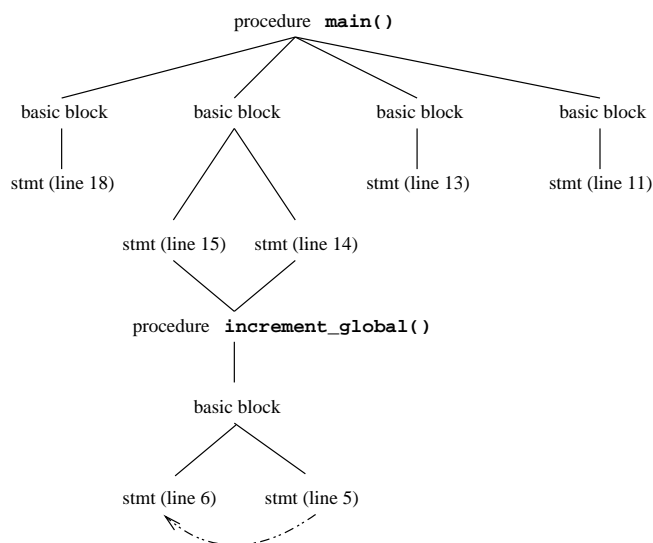 procedure main()
basic block basic block basic block basic block
stmt (line 18) stmt (line 13) stmt (line 11)
stmt (line 15) stmt (line 14)
procedure increment_global()
basic block
stmt (line 6) stmt (line 5)